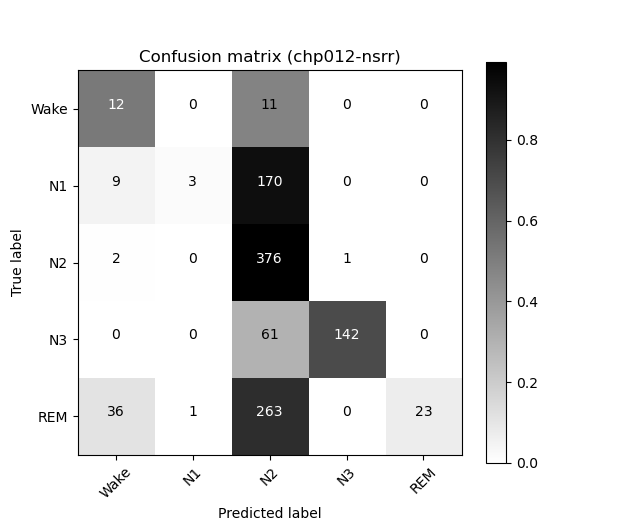 Confusion matrix (chp012-nsrr)
Wake 12 0 11 0 0
N1 9 3 170 0 0
N2 2 0 376 1 0
N3 0 0 61 142 0
REM 36 1 263 0 23
Wake N1 N2 N3 REM
Predicted label
True label
0.8
0.6
0.4
0.2
0.0